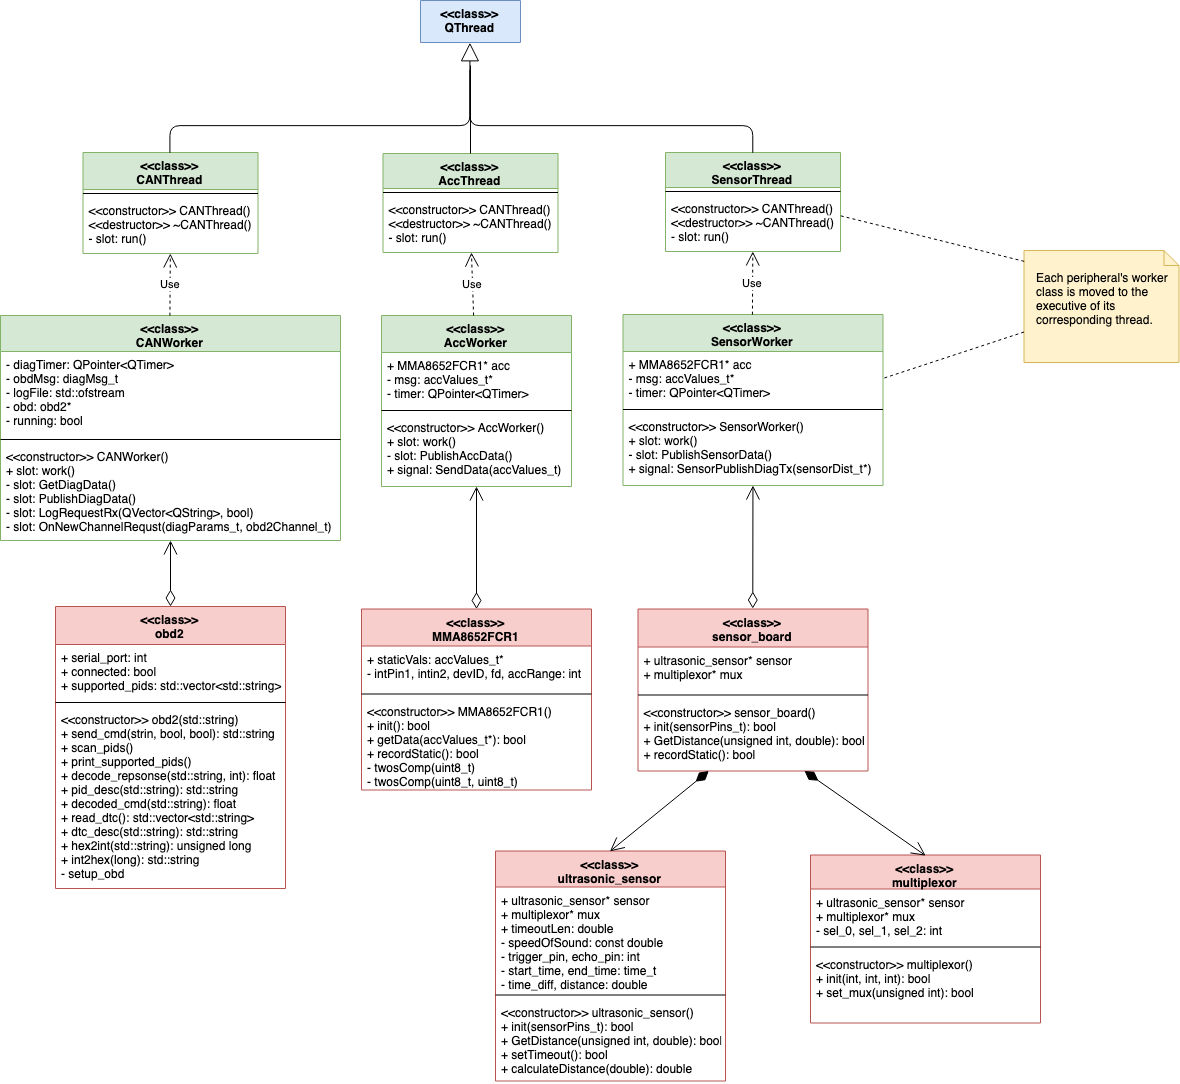 <<class>>
QThread
<<class>>
CANThread
<<constructor>> CANThread()
<<destructor>> ~CANThread()
- slot: run()
<<class>>
AccThread
<<constructor>> CANThread()
<<destructor>> ~CANThread()
- slot: run()
<<class>>
SensorThread
<<constructor>> CANThread()
<<destructor>> ~CANThread()
- slot: run()
Each peripheral's worker
class is moved to the
executive of its
corresponding thread.
Use
Use
Use
<<class>>
CANWorker
- diagTimer: QPointer<QTimer>
- obdMsg: diagMsg_t
- logFile: std::ofstream
- obd: obd2*
- running: bool
<<constructor>> CANWorker()
+ slot: work()
- slot: GetDiagData()
- slot: PublishDiagData()
- slot: LogRequestRx(QVector<QString>, bool)
- slot: OnNewChannelRequst(diagParams_t, obd2Channel_t)
<<class>>
AccWorker
+ MMA8652FCR1* acc
- msg: accValues_t*
- timer: QPointer<QTimer>
<<constructor>> AccWorker()
+ slot: work()
- slot: PublishAccData()
+ signal: SendData(accValues_t)
<<class>>
SensorWorker
+ MMA8652FCR1* acc
- msg: accValues_t*
- timer: QPointer<QTimer>
<<constructor>> SensorWorker()
+ slot: work()
- slot: PublishSensorData()
+ signal: SensorPublishDiagTx(sensorDist_t*)
<<class>>
obd2
+ serial_port: int
+ connected: bool
+ supported_pids: std::vector<std::string>
<<constructor>> obd2(std::string)
+ send_cmd(strin, bool, bool): std::string
+ scan_pids()
+ print_supported_pids()
+ decode_repsonse(std::string, int): float
+ pid_desc(std::string): std::string
+ decoded_cmd(std::string): float
+ read_dtc(): std::vector<std::string>
+ dtc_desc(std::string): std::string
+ hex2int(std::string): unsigned long
+ int2hex(long): std::string
- setup_obd
<<class>>
MMA8652FCR1
+ staticVals: accValues_t*
- intPin1, intin2, devID, fd, accRange: int
<<constructor>> MMA8652FCR1()
+ init(): bool
+ getData(accValues_t*): bool
+ recordStatic(): bool
- twosComp(uint8_t)
- twosComp(uint8_t, uint8_t)
<<class>>
sensor_board
+ ultrasonic_sensor* sensor
+ multiplexor* mux
<<constructor>> sensor_board()
+ init(sensorPins_t): bool
+ GetDistance(unsigned int, double): bool
+ recordStatic(): bool
<<class>>
ultrasonic_sensor
+ ultrasonic_sensor* sensor
+ multiplexor* mux
+ timeoutLen: double
- speedOfSound: const double
- trigger_pin, echo_pin: int
- start_time, end_time: time_t
- time_diff, distance: double
<<constructor>> ultrasonic_sensor()
+ init(sensorPins_t): bool
+ GetDistance(unsigned int, double): bool
+ setTimeout(): bool
+ calculateDistance(double): double
<<class>>
multiplexor
+ ultrasonic_sensor* sensor
+ multiplexor* mux
- sel_0, sel_1, sel_2: int
<<constructor>> multiplexor()
+ init(int, int, int): bool
+ set_mux(unsigned int): bool